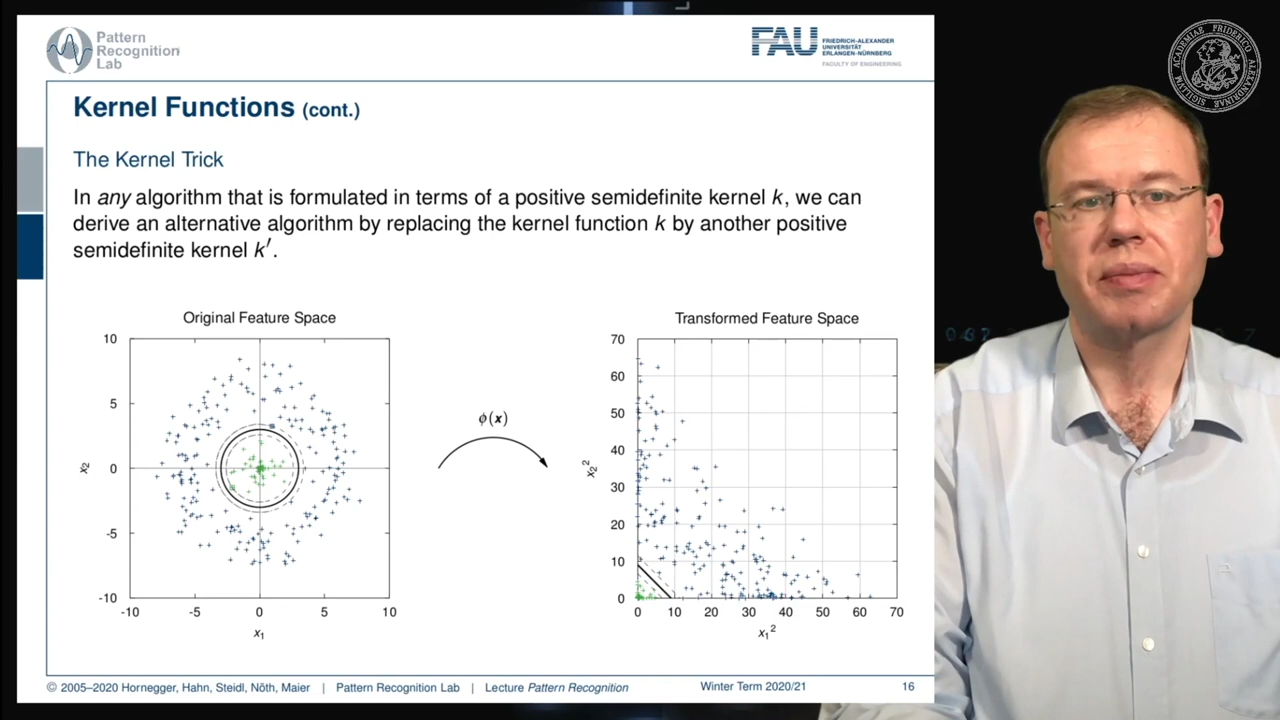 Pattern
Recognition
Lab
FAU
FRIEDRICH-ALEXANDER
UNIVERSITÄT
ERLANGEN-NÜRNBERG
FACULTY OF ENGINEERING
Kernel Functions (cont.)
The Kernel Trick
In any algorithm that is formulated in terms of a positive semidefinite kernel k, we can
derive an alternative algorithm by replacing the kernel function k by another positive
semidefinite kernel k′.
Original Feature Space
10
5
0
-5
-10
-10 -5 0 5 10
x₂
x₁
ϕ(x)
Transformed Feature Space
70
60
50
40
30
20
10
0
0 10 20 30 40 50 60 70
x₂²
x₁²
© 2005–2020 Hornegger, Hahn, Steidl, Nöth, Maier | Pattern Recognition Lab | Lecture Pattern Recognition Winter Term 2020/21 16